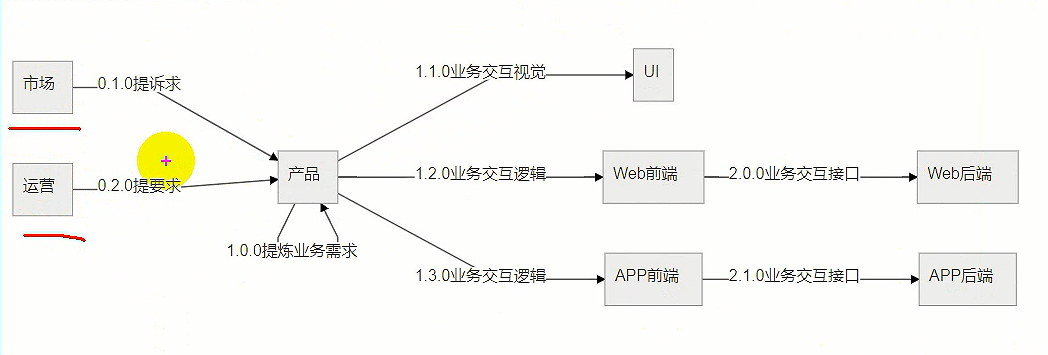 市场
0.1.0提诉求
1.1.0业务交互视觉
UI
运营
0.2.0提要求
产品
1.2.0业务交互逻辑
Web前端
2.0.0业务交互接口
Web后端
1.0.0提炼业务需求
1.3.0业务交互逻辑
APP前端
2.1.0业务交互接口
APP后端